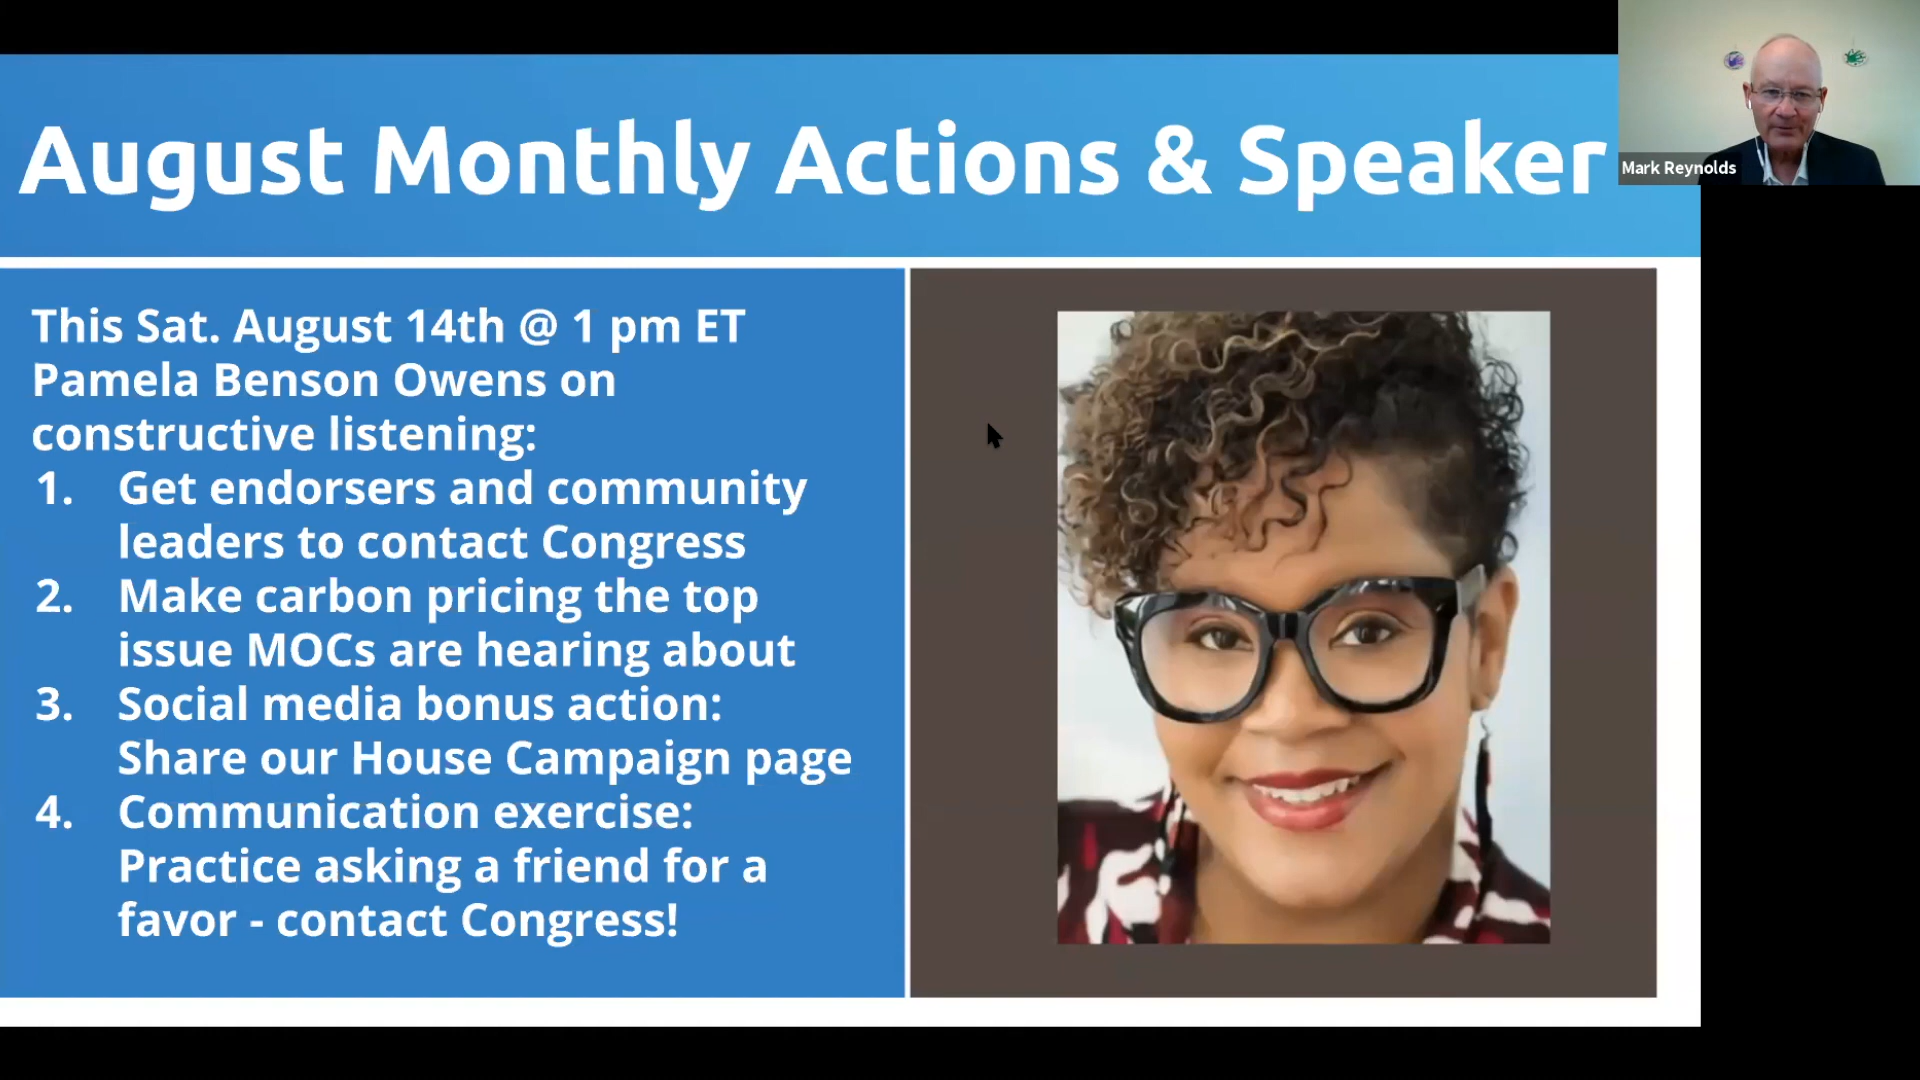 August Monthly Actions & Speaker
Mark Reynolds
This Sat. August 14th @ 1 pm ET
Pamela Benson Owens on
constructive listening:
1. Get endorsers and community
leaders to contact Congress
2. Make carbon pricing the top
issue MOCs are hearing about
3. Social media bonus action:
Share our House Campaign page
4. Communication exercise:
Practice asking a friend for a
favor - contact Congress!